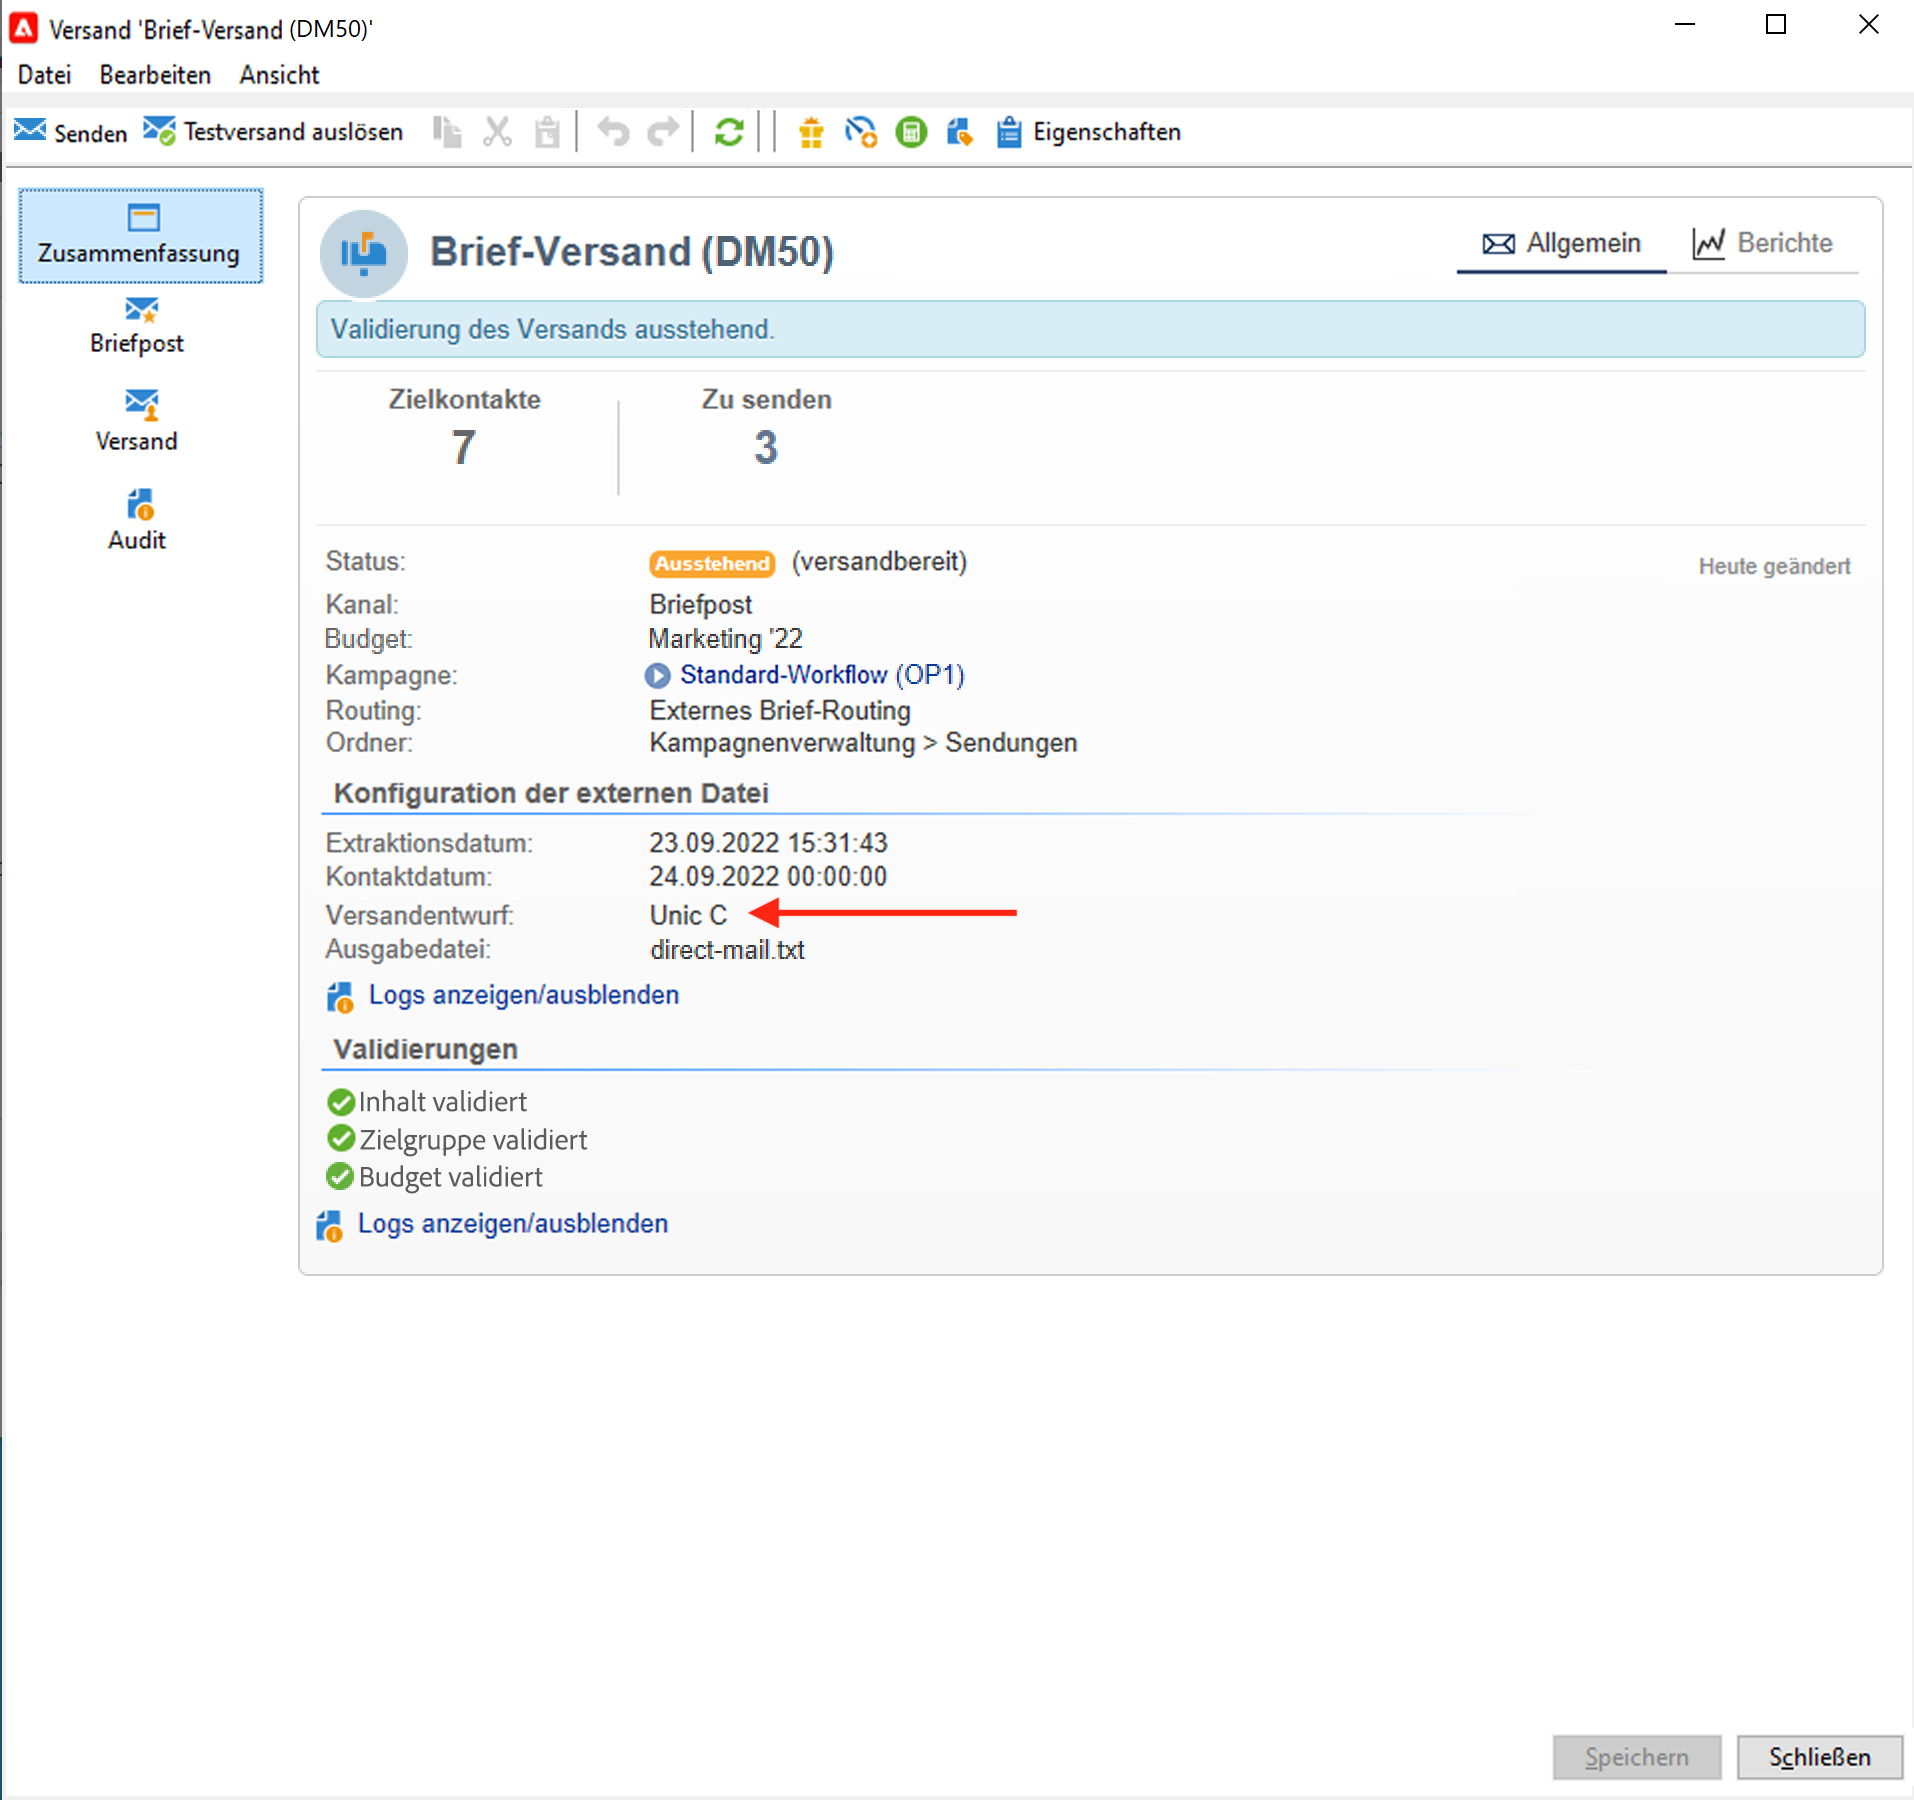 Versand 'Brief-Versand (DM50)'
Datei Bearbeiten Ansicht
Senden Testversand auslösen Eigenschaften
Zusammenfassung
Briefpost
Versand
Audit
Brief-Versand (DM50)
Allgemein Berichte
Validierung des Versands ausstehend.
Zielkontakte Zu senden
7 3
Status: Ausstehend (versandbereit) Heute geändert
Kanal: Briefpost
Budget: Marketing '22
Kampagne: Standard-Workflow (OP1)
Routing: Externes Brief-Routing
Ordner: Kampagnenverwaltung > Sendungen
Konfiguration der externen Datei
Extraktionsdatum: 23.09.2022 15:31:43
Kontaktdatum: 24.09.2022 00:00:00
Versandentwurf: Unic C
Ausgabedatei: direct-mail.txt
Logs anzeigen/ausblenden
Validierungen
Inhalt validiert
Zielgruppe validiert
Budget validiert
Logs anzeigen/ausblenden
Speichern Schließen